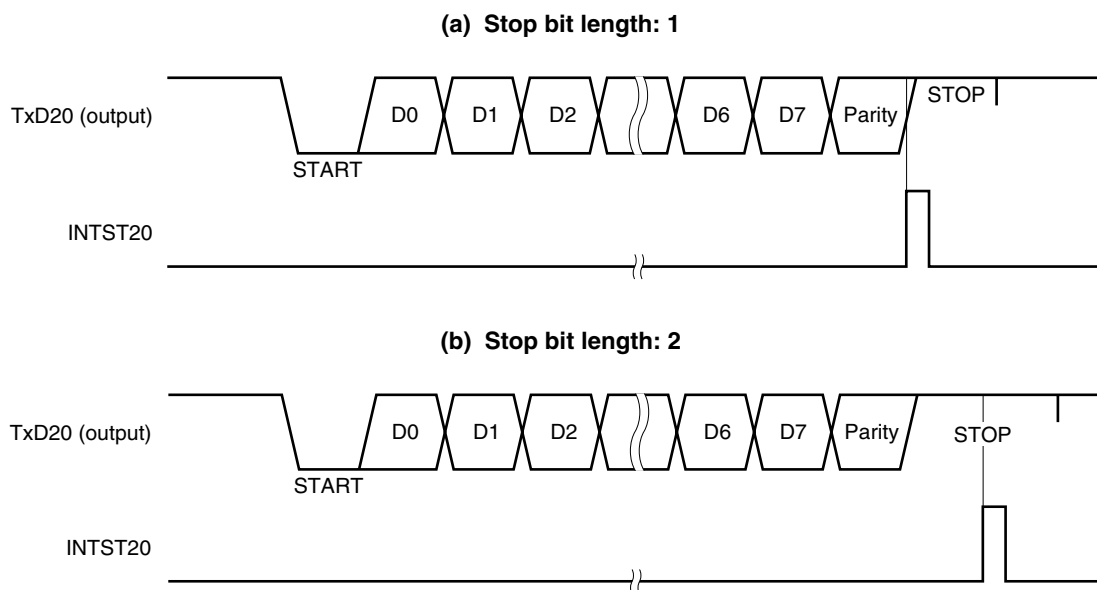 (a) Stop bit length: 1
TxD20 (output)
D0 D1 D2 D6 D7 Parity STOP
START
INTST20
(b) Stop bit length: 2
TxD20 (output)
D0 D1 D2 D6 D7 Parity STOP
START
INTST20